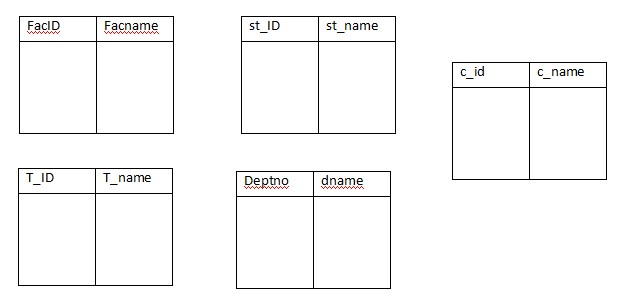 FacID Facname
st_ID st_name
c_id c_name
T_ID T_name
Deptno dname